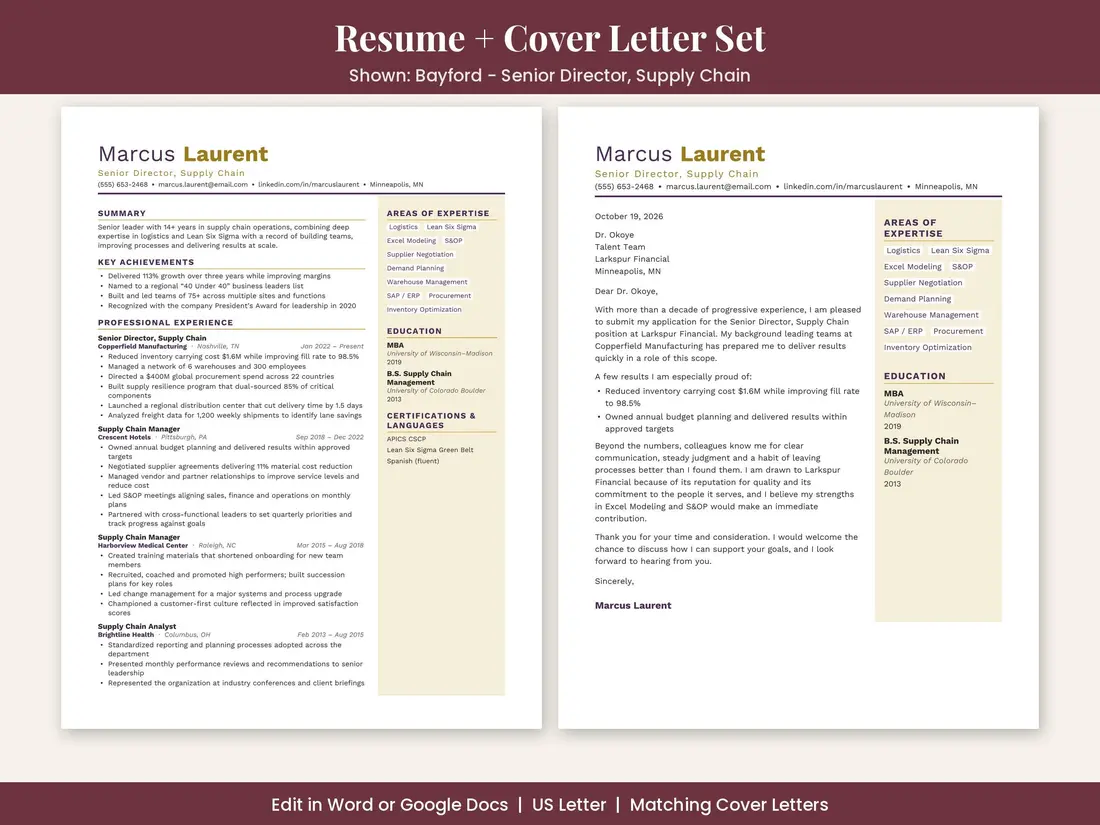 Resume + Cover Letter Set
Shown: Bayford - Senior Director, Supply Chain
Marcus Laurent
Senior Director, Supply Chain
(555) 653-2468 • marcus.laurent@email.com • linkedin.com/in/marcuslaurent • Minneapolis, MN
SUMMARY
Senior leader with 14+ years in supply chain operations, combining deep
expertise in logistics and Lean Six Sigma with a record of building teams,
improving processes and delivering results at scale.
KEY ACHIEVEMENTS
• Delivered 113% growth over three years while improving margins
• Named to a regional "40 Under 40" business leaders list
• Built and led teams of 75+ across multiple sites and functions
• Recognized with the company President's Award for leadership in 2020
PROFESSIONAL EXPERIENCE
Senior Director, Supply Chain
Copperfield Manufacturing · Nashville, TN Jan 2022 – Present
• Reduced inventory carrying cost $1.6M while improving fill rate to 98.5%
• Managed a network of 6 warehouses and 300 employees
• Directed a $400M global procurement spend across 22 countries
• Built supply resilience program that dual-sourced 85% of critical
components
• Launched a regional distribution center that cut delivery time by 1.5 days
• Analyzed freight data for 1,200 weekly shipments to identify lane savings
Supply Chain Manager
Crescent Hotels · Pittsburgh, PA Sep 2018 – Dec 2022
• Owned annual budget planning and delivered results within approved
targets
• Negotiated supplier agreements delivering 11% material cost reduction
• Managed vendor and partner relationships to improve service levels and
reduce cost
• Led S&OP meetings aligning sales, finance and operations on monthly
plans
• Partnered with cross-functional leaders to set quarterly priorities and
track progress against goals
Supply Chain Manager
Harborview Medical Center · Raleigh, NC Mar 2015 – Aug 2018
• Created training materials that shortened onboarding for new team
members
• Recruited, coached and promoted high performers; built succession
plans for key roles
• Led change management for a major systems and process upgrade
• Championed a customer-first culture reflected in improved satisfaction
scores
Supply Chain Analyst
Brightline Health · Columbus, OH Feb 2013 – Aug 2015
• Standardized reporting and planning processes adopted across the
department
• Presented monthly performance reviews and recommendations to senior
leadership
• Represented the organization at industry conferences and client briefings
AREAS OF EXPERTISE
Logistics Lean Six Sigma
Excel Modeling S&OP
Supplier Negotiation
Demand Planning
Warehouse Management
SAP / ERP Procurement
Inventory Optimization
EDUCATION
MBA
University of Wisconsin–Madison
2019
B.S. Supply Chain
Management
University of Colorado Boulder
2013
CERTIFICATIONS &
LANGUAGES
APICS CSCP
Lean Six Sigma Green Belt
Spanish (fluent)
Marcus Laurent
Senior Director, Supply Chain
(555) 653-2468 • marcus.laurent@email.com • linkedin.com/in/marcuslaurent • Minneapolis, MN
October 19, 2026
Dr. Okoye
Talent Team
Larkspur Financial
Minneapolis, MN
Dear Dr. Okoye,
With more than a decade of progressive experience, I am pleased
to submit my application for the Senior Director, Supply Chain
position at Larkspur Financial. My background leading teams at
Copperfield Manufacturing has prepared me to deliver results
quickly in a role of this scope.
A few results I am especially proud of:
• Reduced inventory carrying cost $1.6M while improving fill rate
to 98.5%
• Owned annual budget planning and delivered results within
approved targets
Beyond the numbers, colleagues know me for clear
communication, steady judgment and a habit of leaving
processes better than I found them. I am drawn to Larkspur
Financial because of its reputation for quality and its
commitment to the people it serves, and I believe my strengths
in Excel Modeling and S&OP would make an immediate
contribution.
Thank you for your time and consideration. I would welcome the
chance to discuss how I can support your goals, and I look
forward to hearing from you.
Sincerely,
Marcus Laurent
AREAS OF
EXPERTISE
Logistics Lean Six Sigma
Excel Modeling S&OP
Supplier Negotiation
Demand Planning
Warehouse Management
SAP / ERP Procurement
Inventory Optimization
EDUCATION
MBA
University of Wisconsin–
Madison
2019
B.S. Supply Chain
Management
University of Colorado
Boulder
2013
Edit in Word or Google Docs | US Letter | Matching Cover Letters